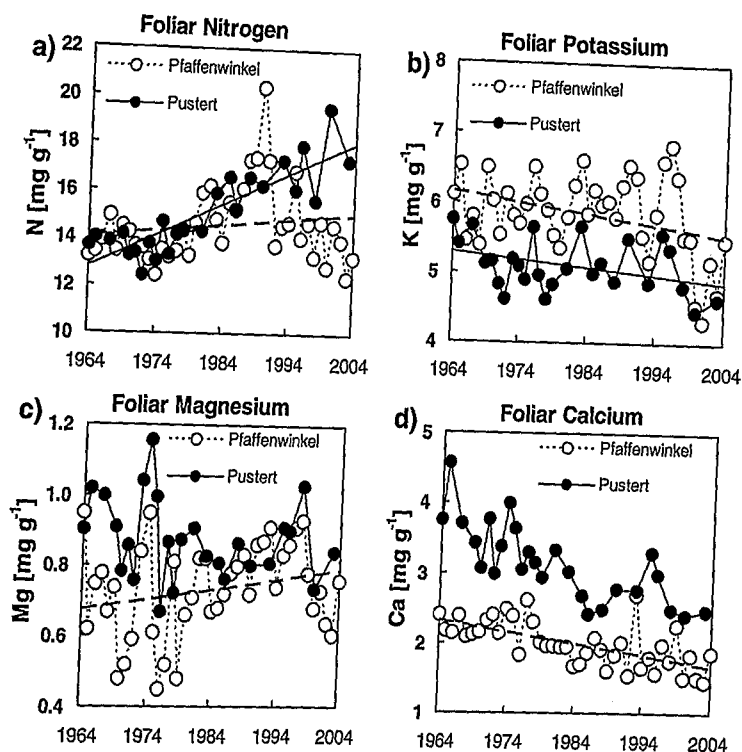 a)
Foliar Nitrogen
22
20
18
16
14
12
10
N [mg g-1]
Pfaffenwinkel
Pustert
1964 1974 1984 1994 2004
b)
Foliar Potassium
8
7
6
5
4
K [mg g-1]
Pfaffenwinkel
Pustert
1964 1974 1984 1994 2004
c)
Foliar Magnesium
1.2
1.0
0.8
0.6
0.4
Mg [mg g-1]
Pfaffenwinkel
Pustert
1964 1974 1984 1994 2004
d)
Foliar Calcium
5
4
3
2
1
Ca [mg g-1]
Pfaffenwinkel
Pustert
1964 1974 1984 1994 2004